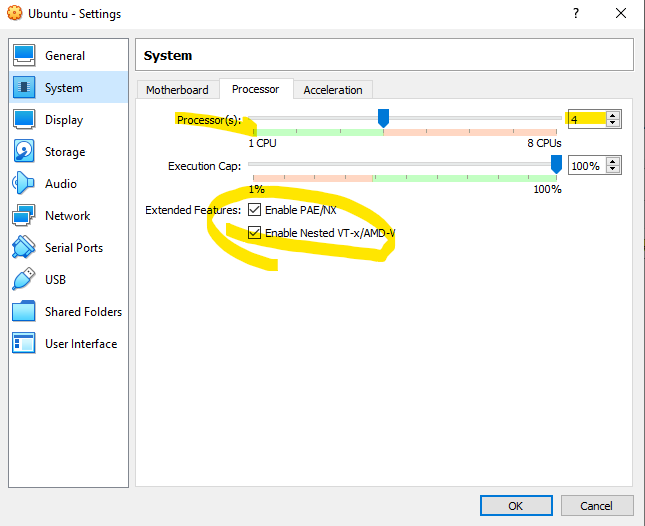 Ubuntu - Settings
General
System
Display
Storage
Audio
Network
Serial Ports
USB
Shared Folders
User Interface
System
Motherboard Processor Acceleration
Processor(s): 4
1 CPU 8 CPUs
Execution Cap: 100%
1% 100%
Extended Features: Enable PAE/NX
Enable Nested VT-x/AMD-V
OK Cancel